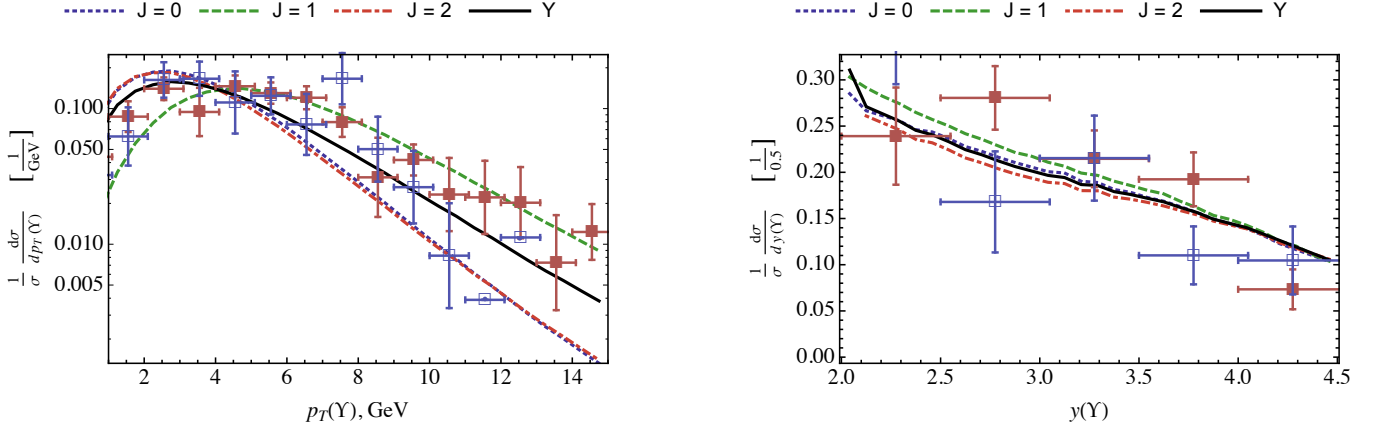 J = 0 J = 1 J = 2 Y
0.100
0.050
0.010
0.005
1/σ dσ/d p_T(Υ) [1/GeV]
2 4 6 8 10 12 14
p_T(Υ), GeV
J = 0 J = 1 J = 2 Y
0.30
0.25
0.20
0.15
0.10
0.05
0.00
1/σ dσ/d y(Υ) [1/0.5]
2.0 2.5 3.0 3.5 4.0 4.5
y(Υ)